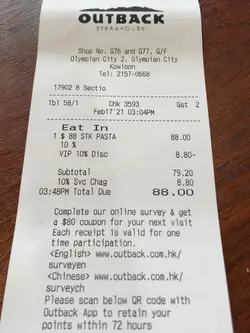 OUTBACK
STEAKHOUSE
Shop No. G76 and G77, G/F
Olympian City 2, Olympian City
Kowloon
Tel: 2157-0668
17902 B Sectio
Tbl 58/1 Chk 3593 Gst 2
Feb17'21 03:04PM
Eat In
1 $ 88 STK PASTA 88.00
10 %
VIP 10% Disc 8.80-
Subtotal 79.20
10% Svc Chag 8.80
03:48PM Total Due 88.00
Complete our online survey & get
a $80 coupon for your next visit
Each receipt is valid for one
time participation.
<English> www.outback.com.hk/
surveyen
<Chinese> www.outback.com.hk/
surveych
Please scan below QR code with
Outback App to retain your
points within 72 hours